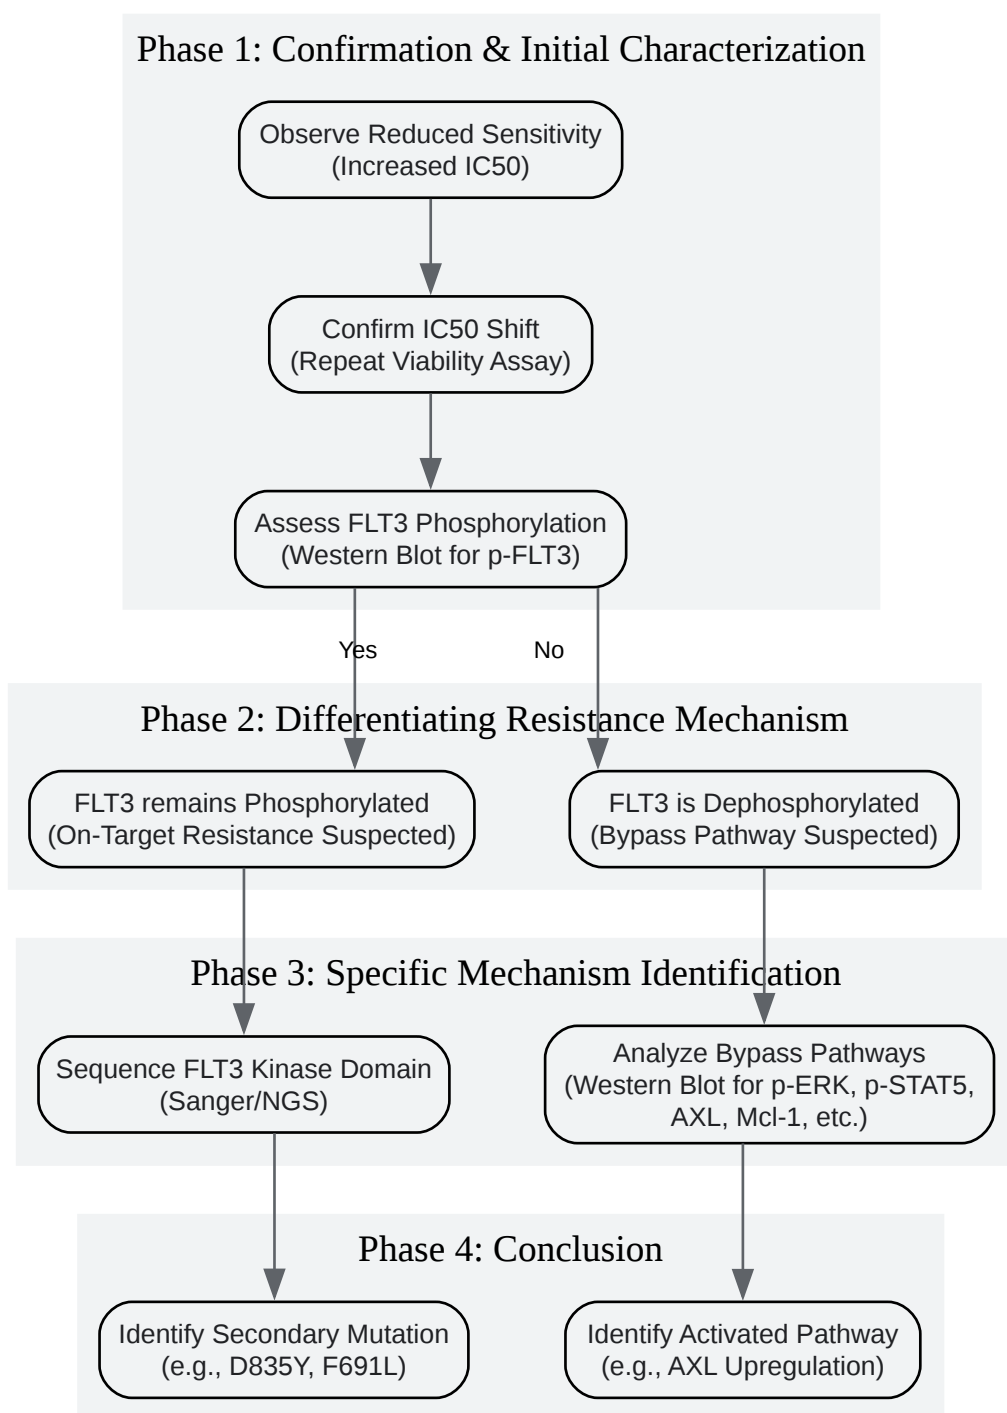 Phase 1: Confirmation & Initial Characterization
Observe Reduced Sensitivity
(Increased IC50)
Confirm IC50 Shift
(Repeat Viability Assay)
Assess FLT3 Phosphorylation
(Western Blot for p-FLT3)
Yes
No
Phase 2: Differentiating Resistance Mechanism
FLT3 remains Phosphorylated
(On-Target Resistance Suspected)
FLT3 is Dephosphorylated
(Bypass Pathway Suspected)
Phase 3: Specific Mechanism Identification
Sequence FLT3 Kinase Domain
(Sanger/NGS)
Analyze Bypass Pathways
(Western Blot for p-ERK, p-STAT5,
AXL, Mcl-1, etc.)
Phase 4: Conclusion
Identify Secondary Mutation
(e.g., D835Y, F691L)
Identify Activated Pathway
(e.g., AXL Upregulation)